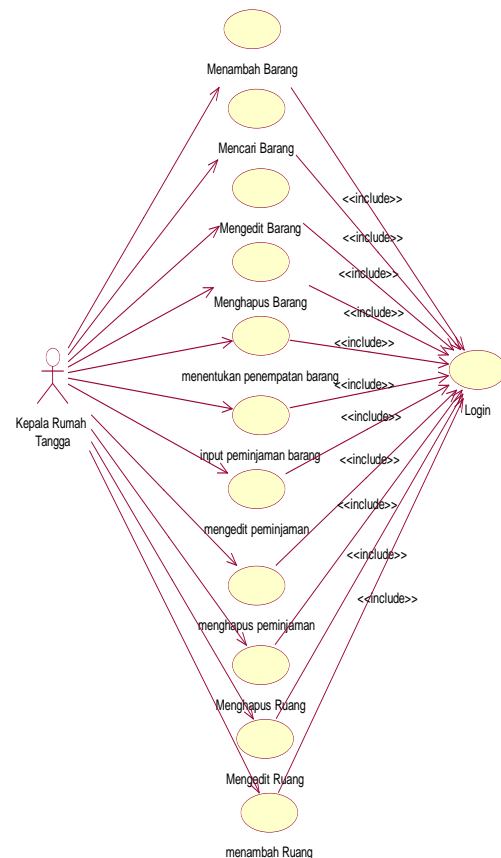 Menambah Barang
Mencari Barang
<<include>>
Mengedit Barang
<<include>>
<<include>>
Menghapus Barang
<<include>>
<<include>>
menentukan penempatan barang
<<include>>
Kepala Rumah
Tangga
Login
<<include>>
input peminjaman barang
<<include>>
mengedit peminjaman
<<include>>
<<include>>
<<include>>
menghapus peminjaman
Menghapus Ruang
Mengedit Ruang
menambah Ruang